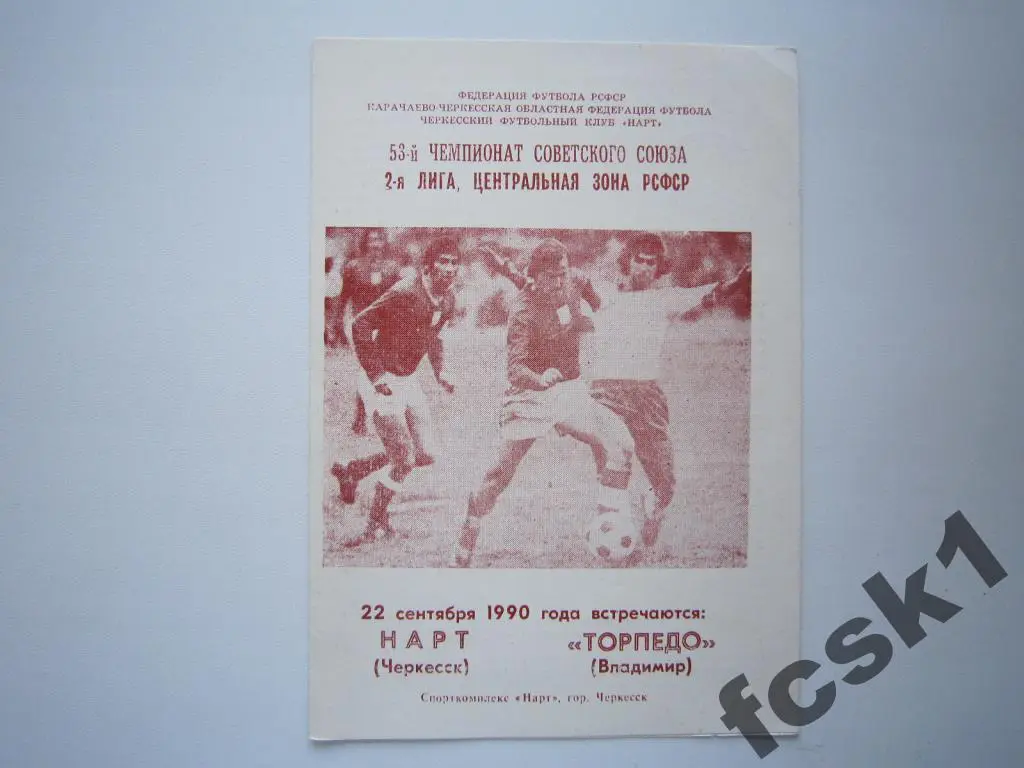 ФЕДЕРАЦИЯ ФУТБОЛА РСФСР
КАРАЧАЕВО-ЧЕРКЕССКАЯ ОБЛАСТНАЯ ФЕДЕРАЦИЯ ФУТБОЛА
ЧЕРКЕССКИЙ ФУТБОЛЬНЫЙ КЛУБ «НАРТ»
53-й ЧЕМПИОНАТ СОВЕТСКОГО СОЮЗА
2-я ЛИГА, ЦЕНТРАЛЬНАЯ ЗОНА РСФСР
22 сентября 1990 года встречаются:
НАРТ «ТОРПЕДО»
(Черкесск) (Владимир)
Спорткомплекс «Нарт», гор. Черкесск
fcsk1